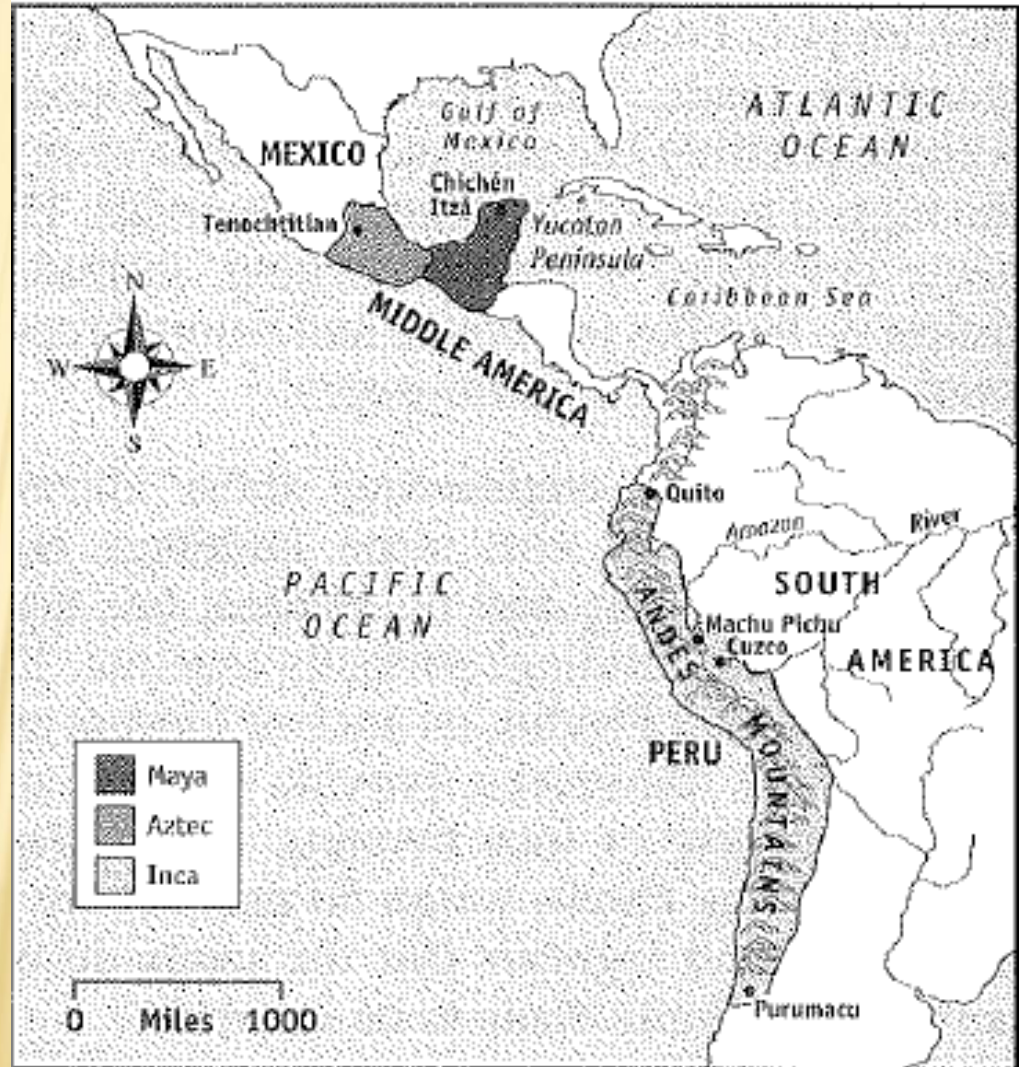 ATLANTIC
OCEAN
Gulf of
Mexico
MEXICO
Chichén
Itzá
Tenochtitlan
Yucatan
Peninsula
Caribbean Sea
N
W
E
S
MIDDLE AMERICA
Quito
Amazon River
PACIFIC
OCEAN
SOUTH
AMERICA
Machu Pichu
Cuzco
ANDES MOUNTAINS
PERU
Maya
Aztec
Inca
0 Miles 1000
Purumacu